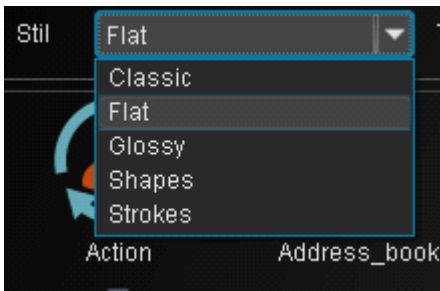 Stil Flat
Classic
Flat
Glossy
Shapes
Strokes
Action Address_book